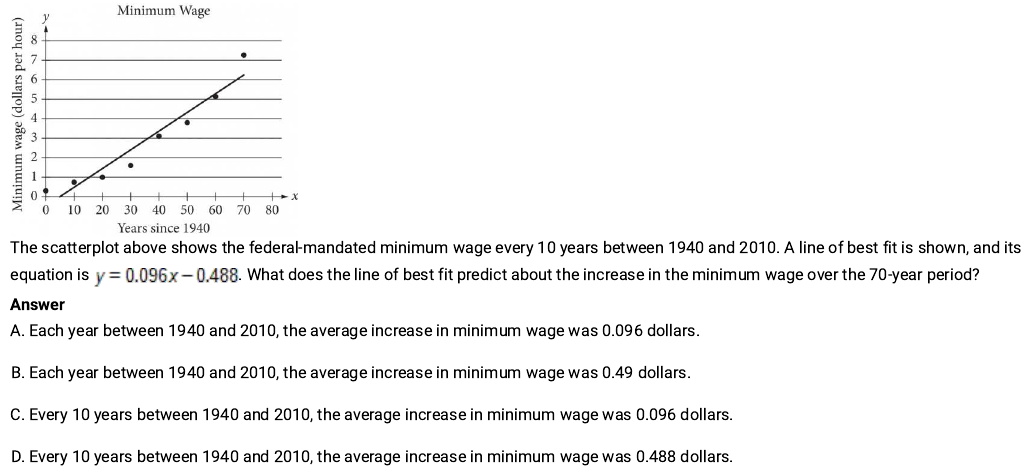 Minimum Wage
y
Minimum wage (dollars per hour)
8
7
6
5
4
3
2
1
0
0 10 20 30 40 50 60 70 80 x
Years since 1940
The scatterplot above shows the federal-mandated minimum wage every 10 years between 1940 and 2010. A line of best fit is shown, and its
equation is y = 0.096x – 0.488. What does the line of best fit predict about the increase in the minimum wage over the 70-year period?
Answer
A. Each year between 1940 and 2010, the average increase in minimum wage was 0.096 dollars.
B. Each year between 1940 and 2010, the average increase in minimum wage was 0.49 dollars.
C. Every 10 years between 1940 and 2010, the average increase in minimum wage was 0.096 dollars.
D. Every 10 years between 1940 and 2010, the average increase in minimum wage was 0.488 dollars.